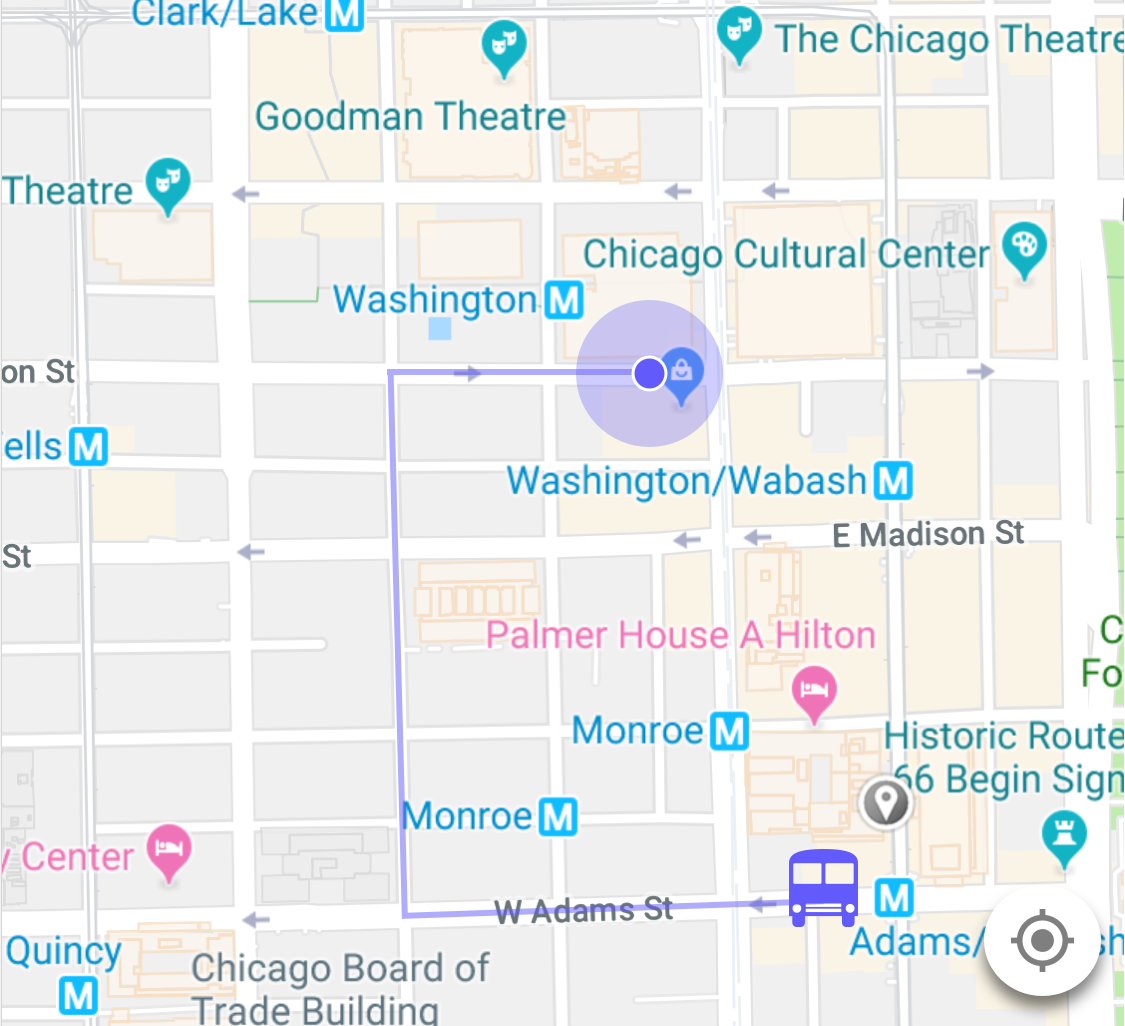 Clark/Lake M
The Chicago Theatre
Goodman Theatre
Theatre
Chicago Cultural Center
Washington M
on St
ells M
Washington/Wabash M
E Madison St
St
Palmer House A Hilton
C
Fo
Monroe M
Historic Route
66 Begin Sign
Monroe M
y Center
W Adams St
M
Quincy
M
Adams/
sh
Chicago Board of
Trade Building